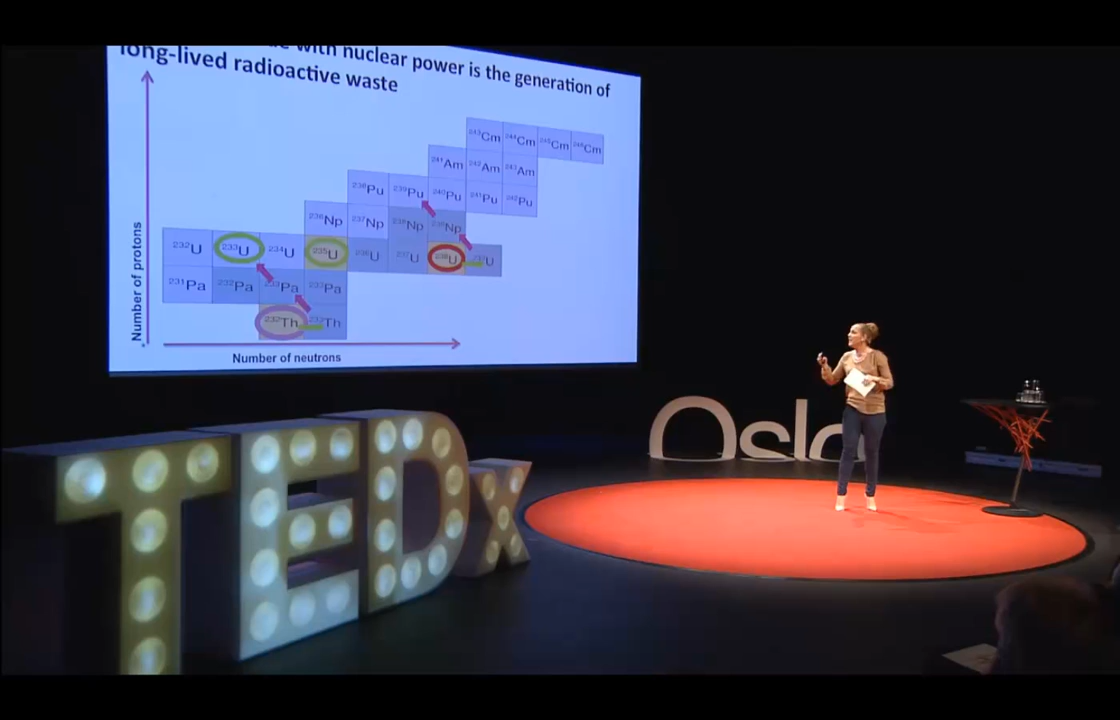 with nuclear power is the generation of
long-lived radioactive waste
243Cm 244Cm 245Cm 246Cm
241Am 242Am 243Am
238Pu 239Pu 240Pu 241Pu 242Pu
236Np 237Np 238Np 239Np
232U 233U 234U 235U 236U 237U 238U U
231Pa 232Pa 233Pa Pa
232Th Th
Number of protons
Number of neutrons
Oslo
TEDx